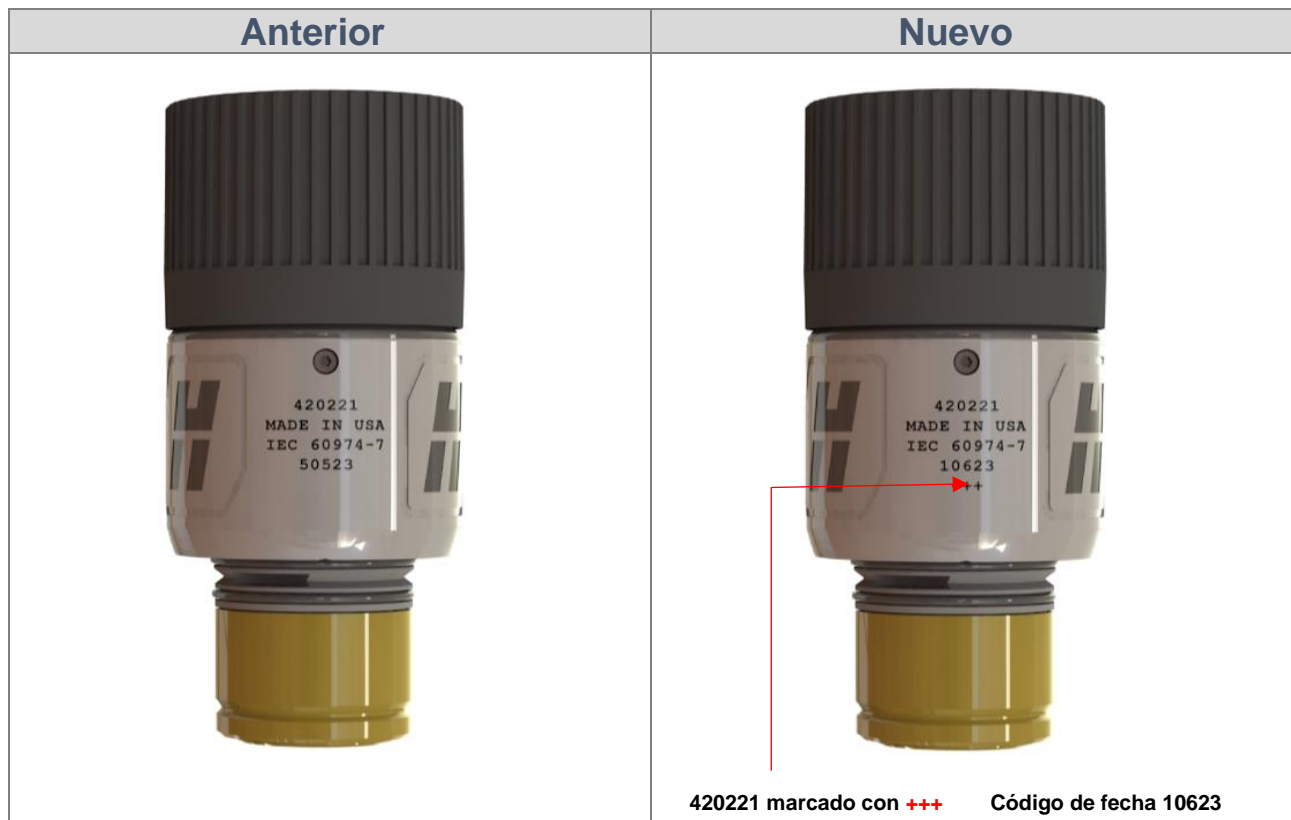 Anterior
Nuevo
420221
MADE IN USA
IEC 60974-7
50523
420221
MADE IN USA
IEC 60974-7
10623
++
420221 marcado con +++
Código de fecha 10623